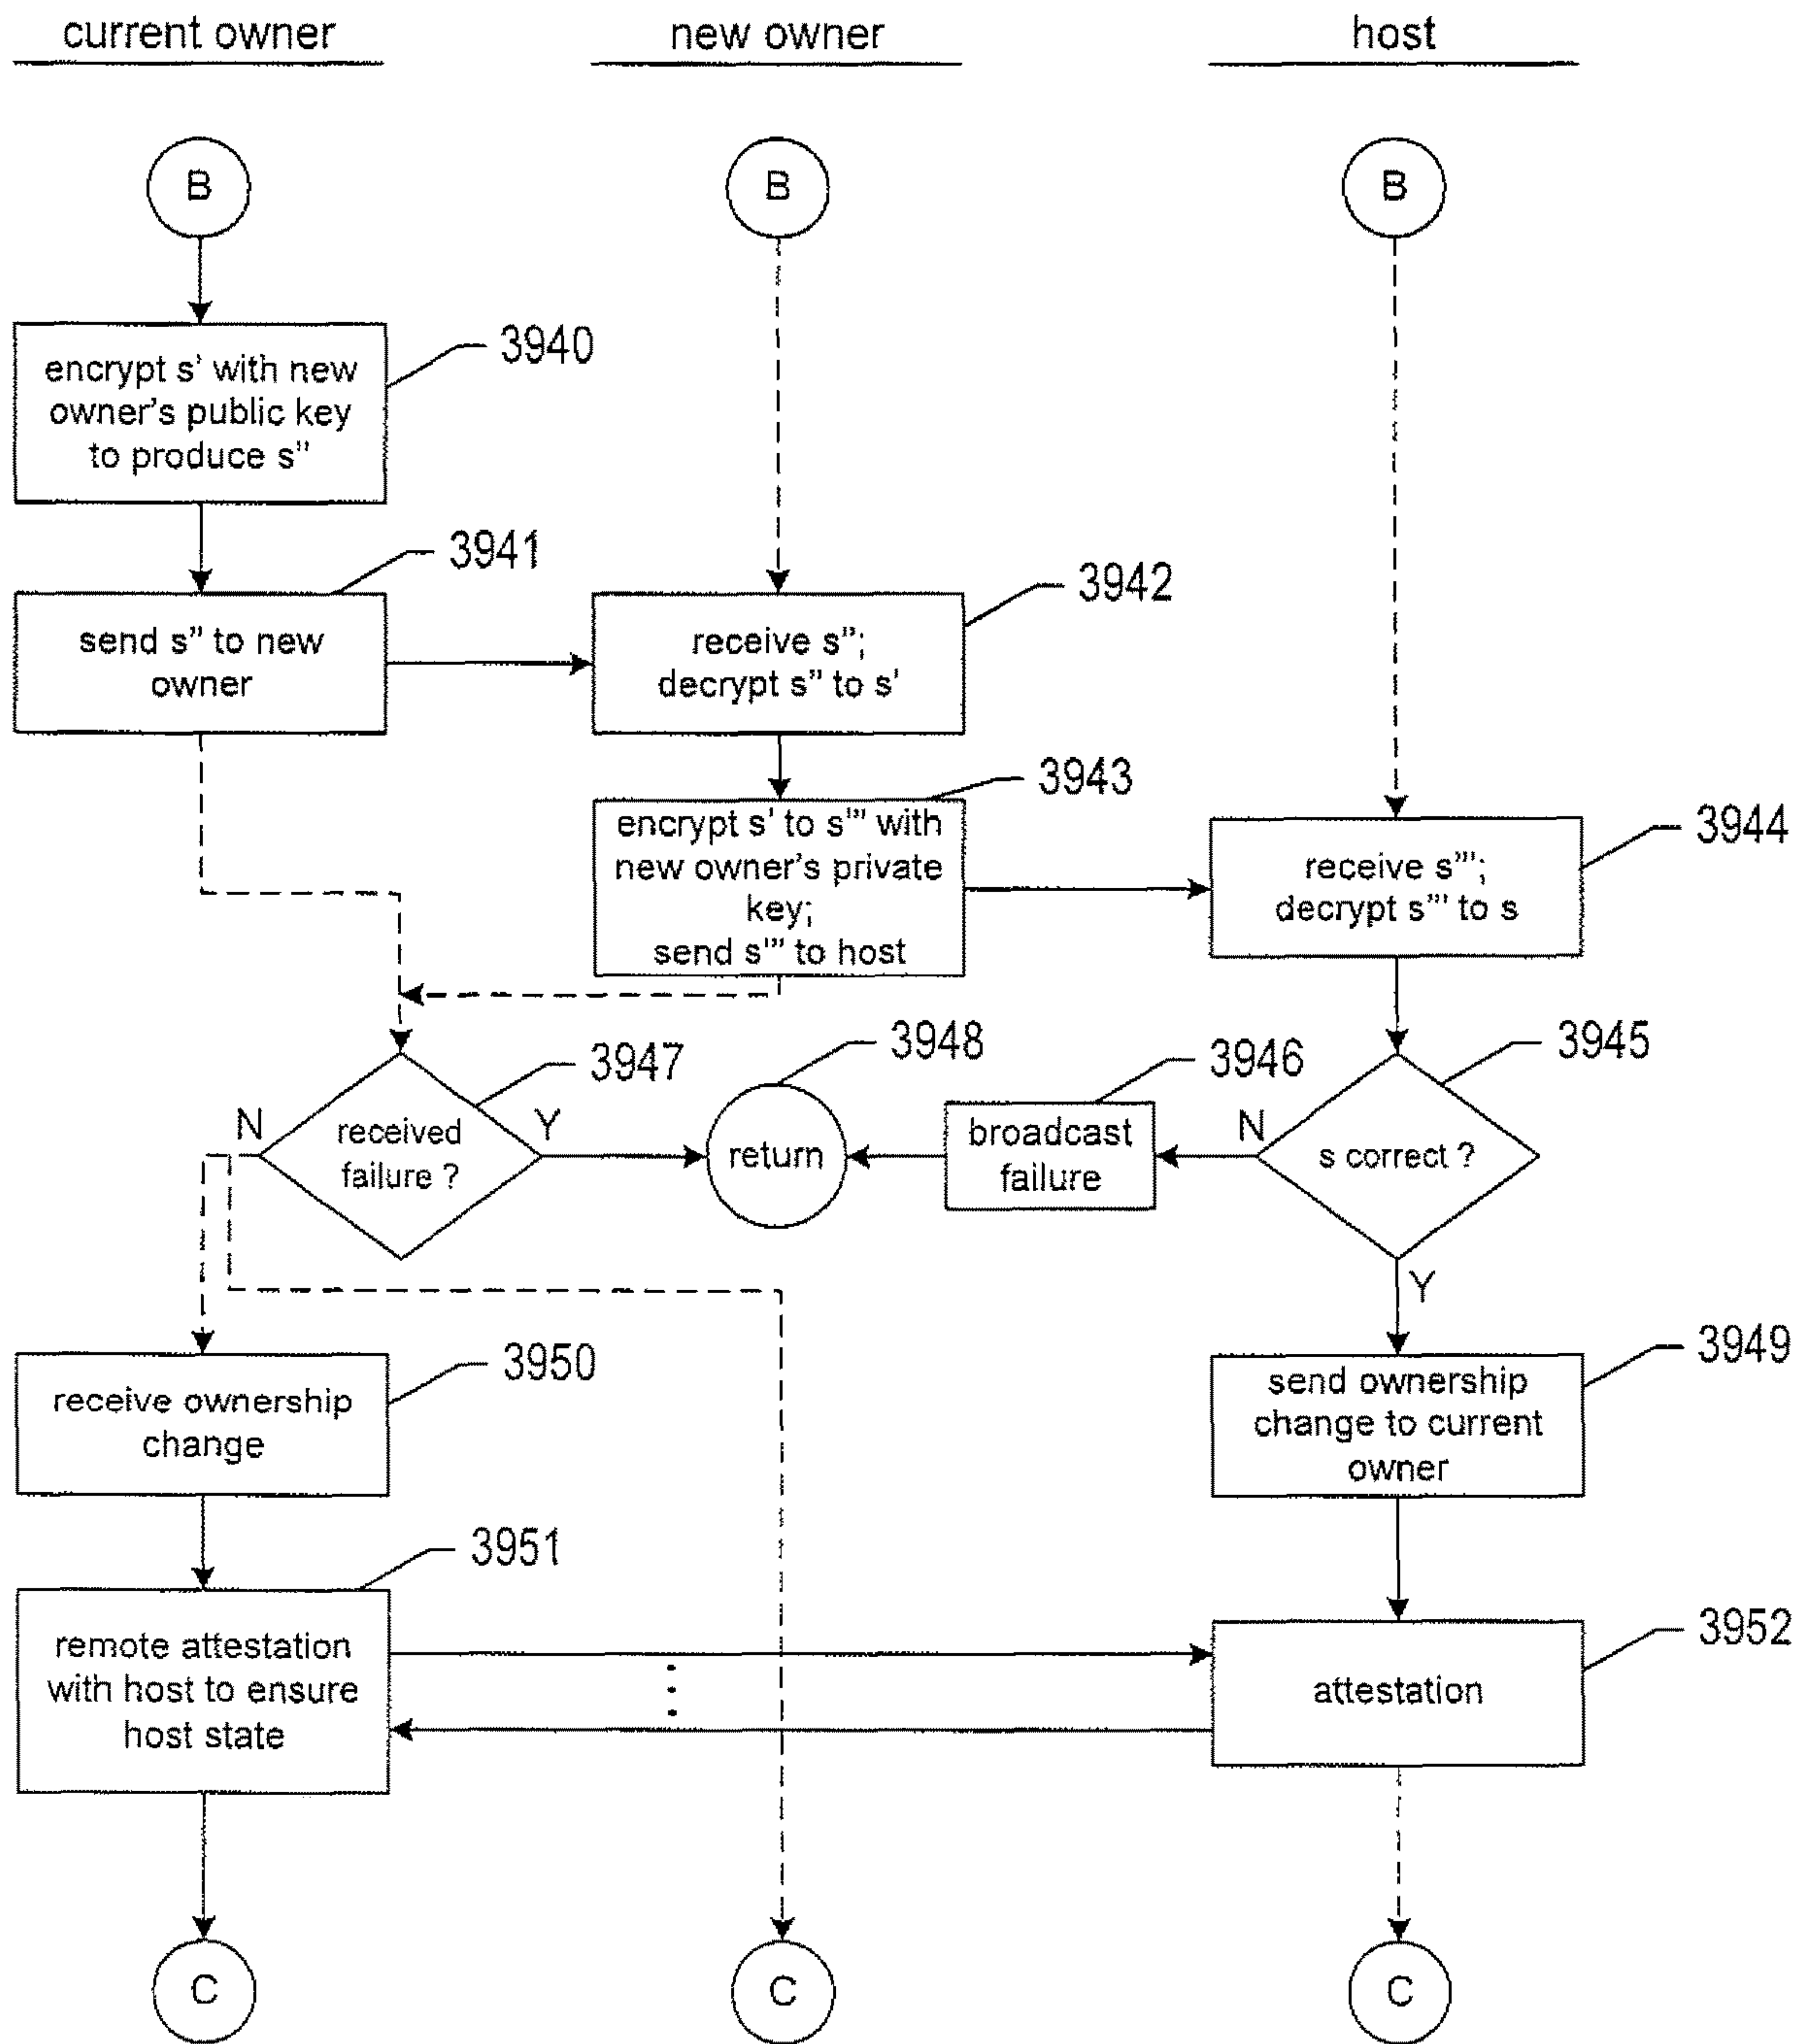 current owner
new owner
host
B
B
B
3940
encrypt s' with new
owner's public key
to produce s"
3941
send s" to new
owner
3942
receive s";
decrypt s" to s'
3943
encrypt s' to s"' with
new owner's private
key;
send s"' to host
3944
receive s"';
decrypt s"' to s
3947
received
failure ?
N
Y
3948
return
3946
broadcast
failure
3945
s correct ?
N
Y
3950
receive ownership
change
3949
send ownership
change to current
owner
3951
remote attestation
with host to ensure
host state
3952
attestation
C
C
C